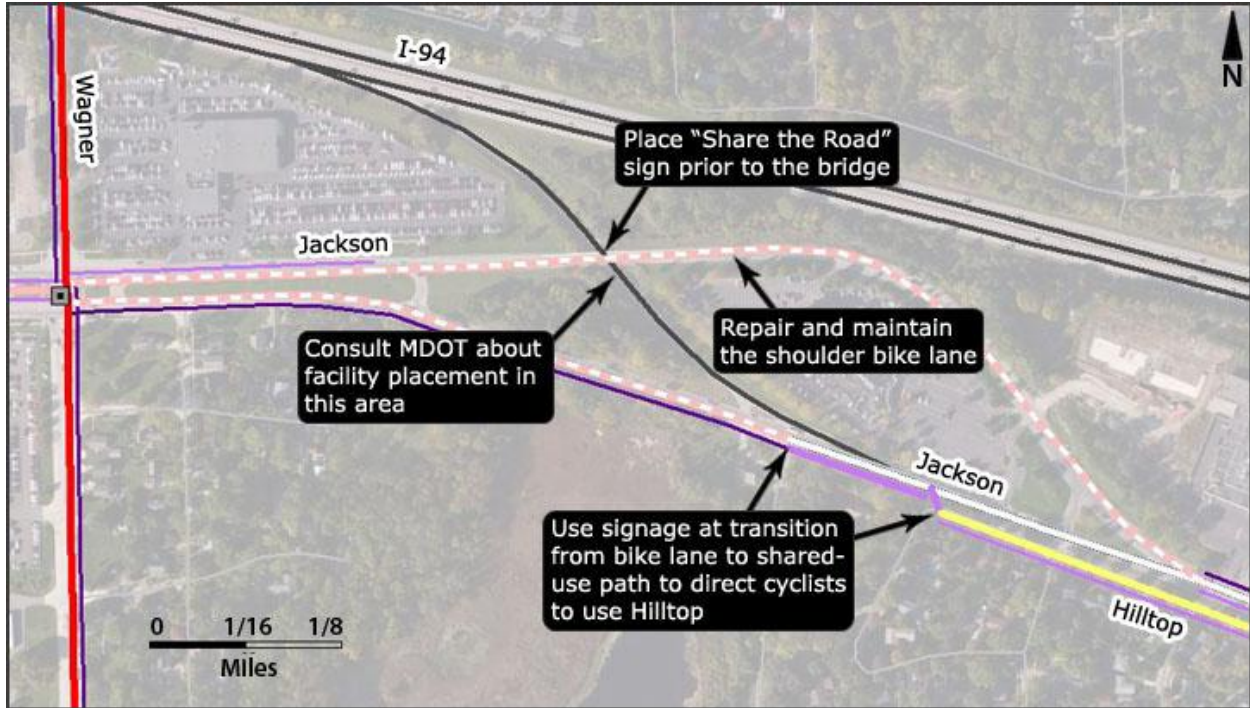 I-94
N
Wagner
Place “Share the Road”
sign prior to the bridge
Jackson
Repair and maintain
the shoulder bike lane
Consult MDOT about
facility placement in
this area
Jackson
Use signage at transition
from bike lane to shared-
use path to direct cyclists
to use Hilltop
Hilltop
0 1/16 1/8
Miles